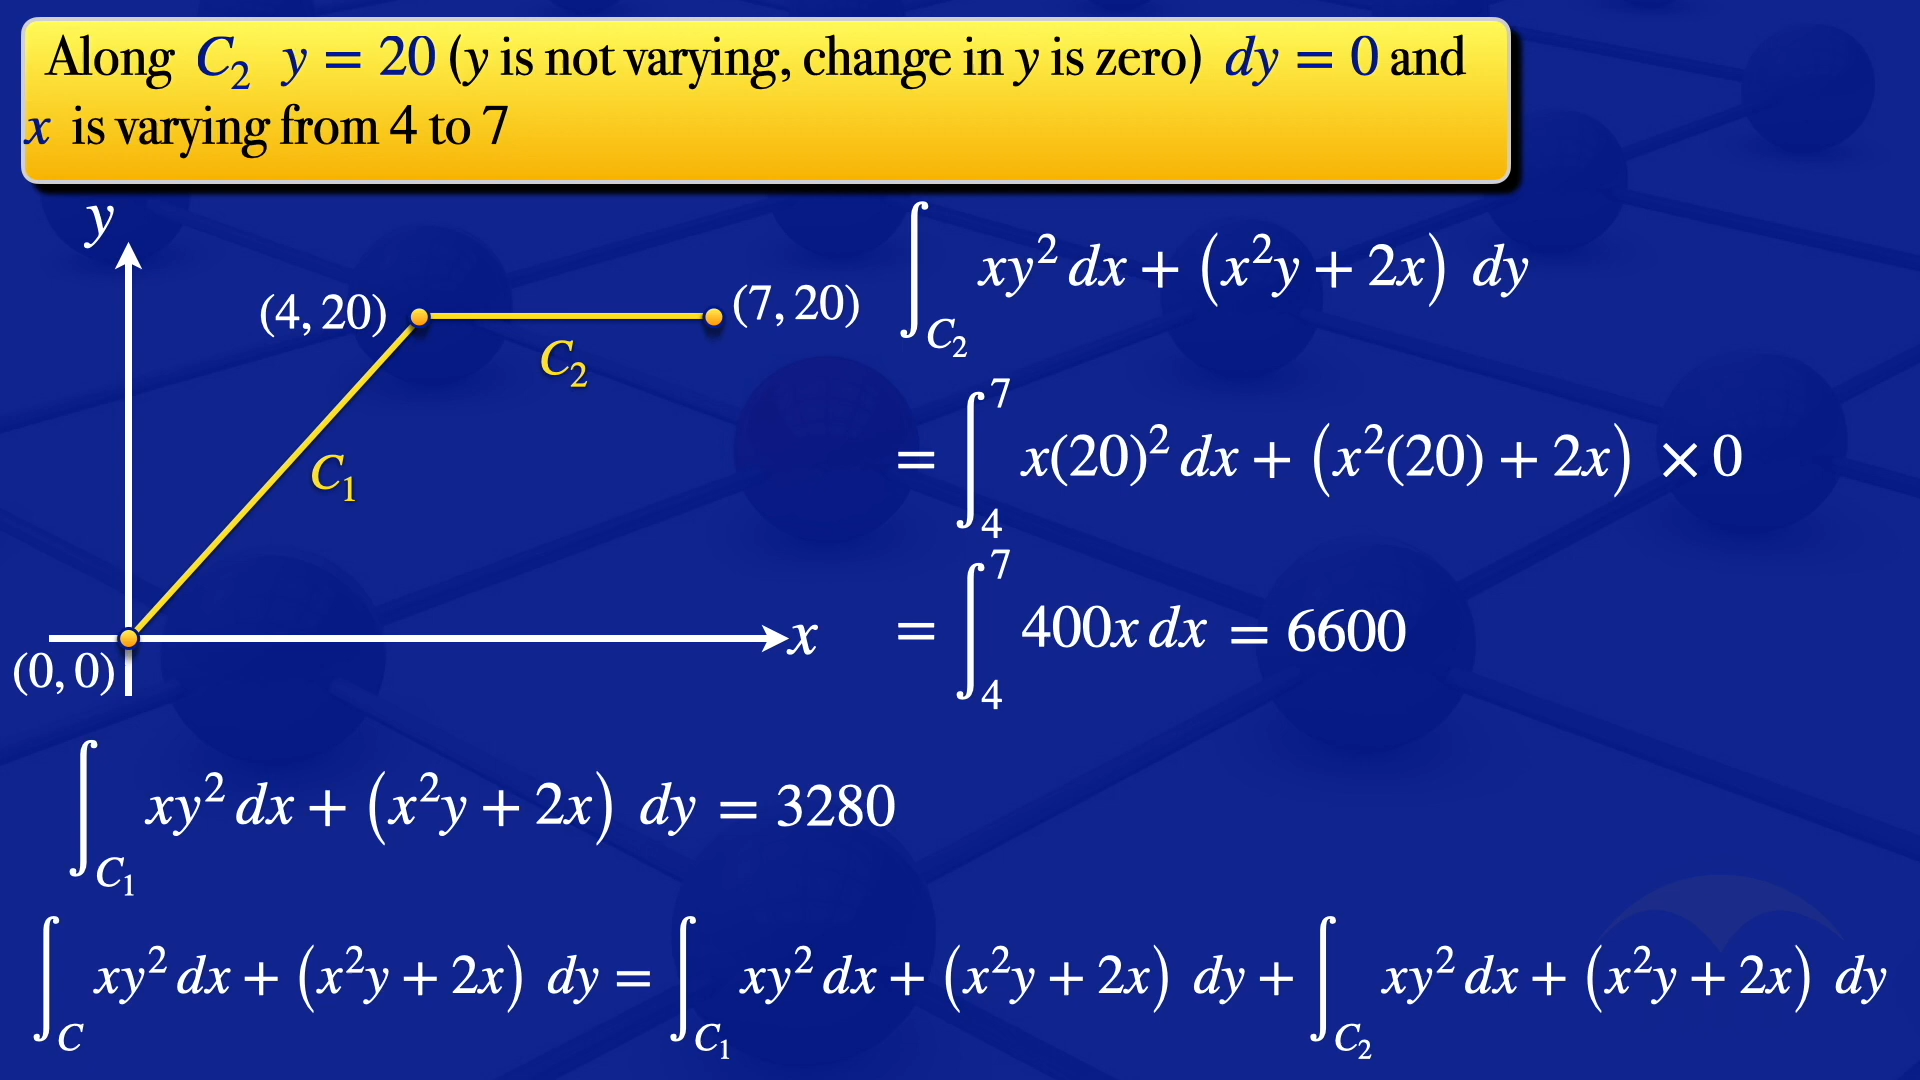 Along C₂ y = 20 (y is not varying, change in y is zero) dy = 0 and
x is varying from 4 to 7
y
(4, 20)
(7, 20)
C₂
C₁
x
(0, 0)
∫_{C₂} xy² dx + (x²y + 2x) dy
= ∫₄⁷ x(20)² dx + (x²(20) + 2x) × 0
= ∫₄⁷ 400x dx = 6600
∫_{C₁} xy² dx + (x²y + 2x) dy = 3280
∫_C xy² dx + (x²y + 2x) dy = ∫_{C₁} xy² dx + (x²y + 2x) dy + ∫_{C₂} xy² dx + (x²y + 2x) dy